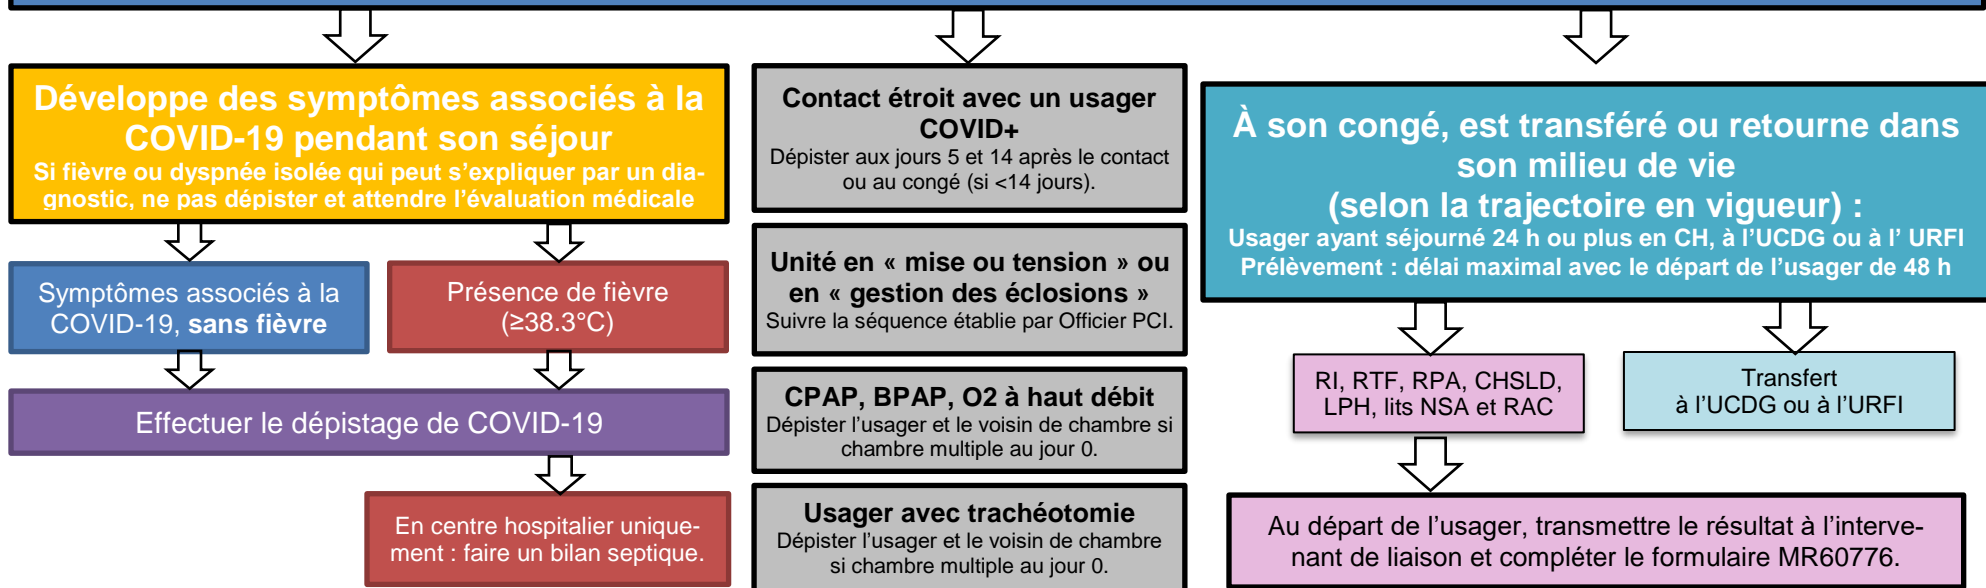 Développe des symptômes associés à la
COVID-19 pendant son séjour
Si fièvre ou dyspnée isolée qui peut s'expliquer par un dia-
gnostic, ne pas dépister et attendre l'évaluation médicale
Symptômes associés à la
COVID-19, sans fièvre
Présence de fièvre
(≥38.3°C)
Effectuer le dépistage de COVID-19
En centre hospitalier unique-
ment : faire un bilan septique.
Contact étroit avec un usager
COVID+
Dépister aux jours 5 et 14 après le contact
ou au congé (si <14 jours).
Unité en « mise ou tension » ou
en « gestion des éclosions »
Suivre la séquence établie par Officier PCI.
CPAP, BPAP, O2 à haut débit
Dépister l'usager et le voisin de chambre si
chambre multiple au jour 0.
Usager avec trachéotomie
Dépister l'usager et le voisin de chambre
si chambre multiple au jour 0.
À son congé, est transféré ou retourne dans
son milieu de vie
(selon la trajectoire en vigueur) :
Usager ayant séjourné 24 h ou plus en CH, à l'UCDG ou à l' URFI
Prélèvement : délai maximal avec le départ de l'usager de 48 h
RI, RTF, RPA, CHSLD,
LPH, lits NSA et RAC
Transfert
à l'UCDG ou à l'URFI
Au départ de l'usager, transmettre le résultat à l'interve-
nant de liaison et compléter le formulaire MR60776.